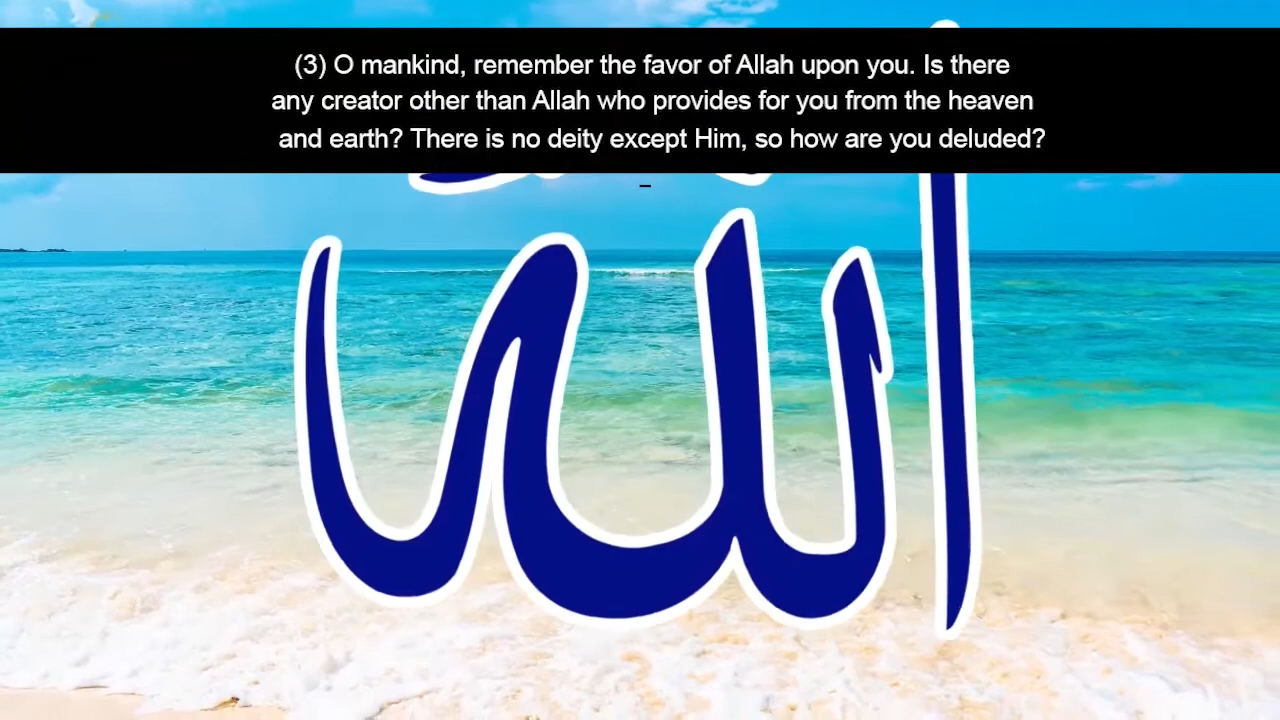 (3) O mankind, remember the favor of Allah upon you. Is there
any creator other than Allah who provides for you from the heaven
and earth? There is no deity except Him, so how are you deluded?
الله